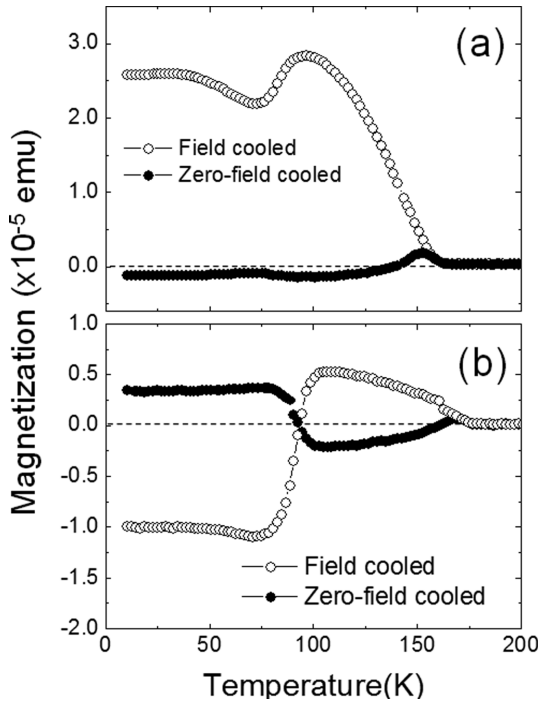 (a)
3.0
2.0
1.0
0.0
Field cooled
Zero-field cooled
Magnetization (x10⁻⁵ emu)
(b)
1.0
0.5
0.0
-0.5
-1.0
-1.5
-2.0
Field cooled
Zero-field cooled
0 50 100 150 200
Temperature(K)